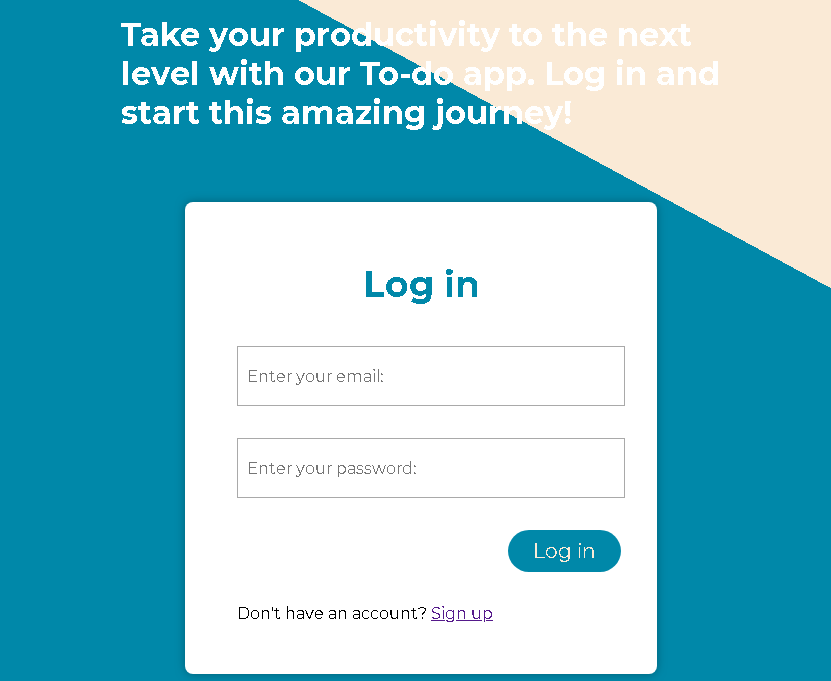 Take your productivity to the next
level with our To-do app. Log in and
start this amazing journey!
Log in
Enter your email:
Enter your password:
Log in
Don't have an account? Sign up